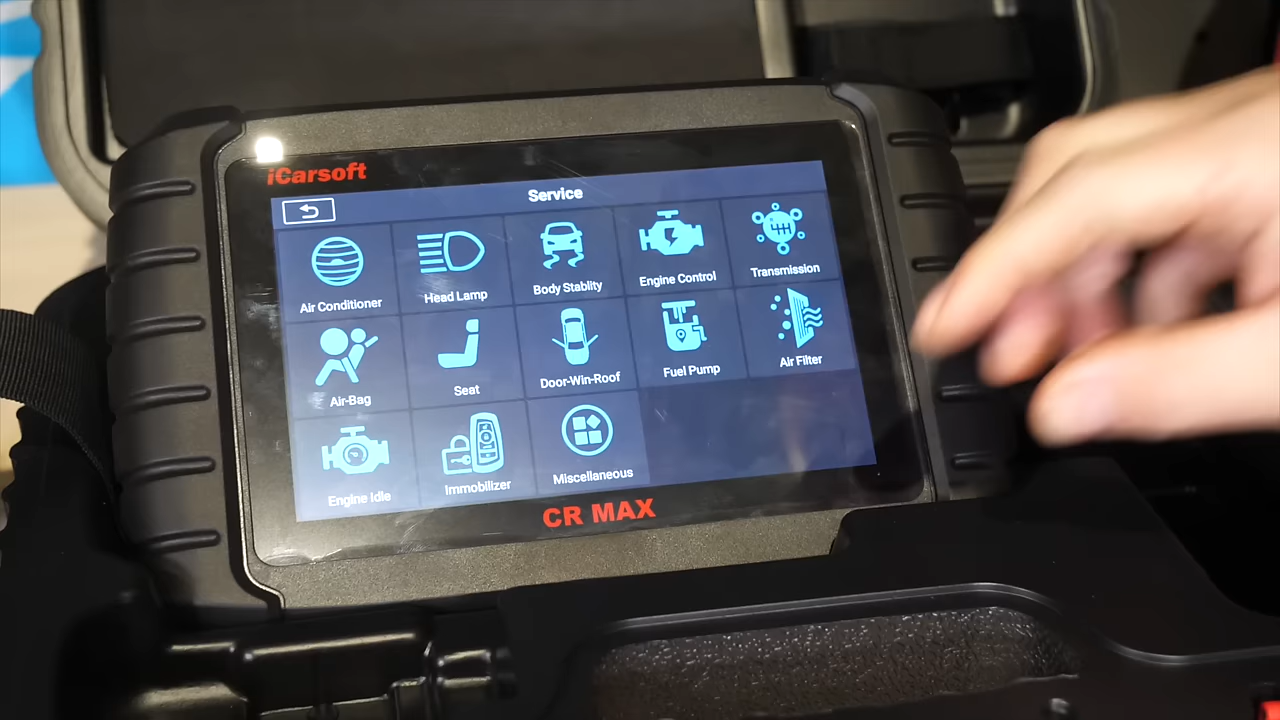 iCarsoft
Service
Air Conditioner
Head Lamp
Body Stablity
Engine Control
Transmission
Air-Bag
Seat
Door-Win-Roof
Fuel Pump
Air Filter
Engine Idle
Immobilizer
Miscellaneous
CR MAX